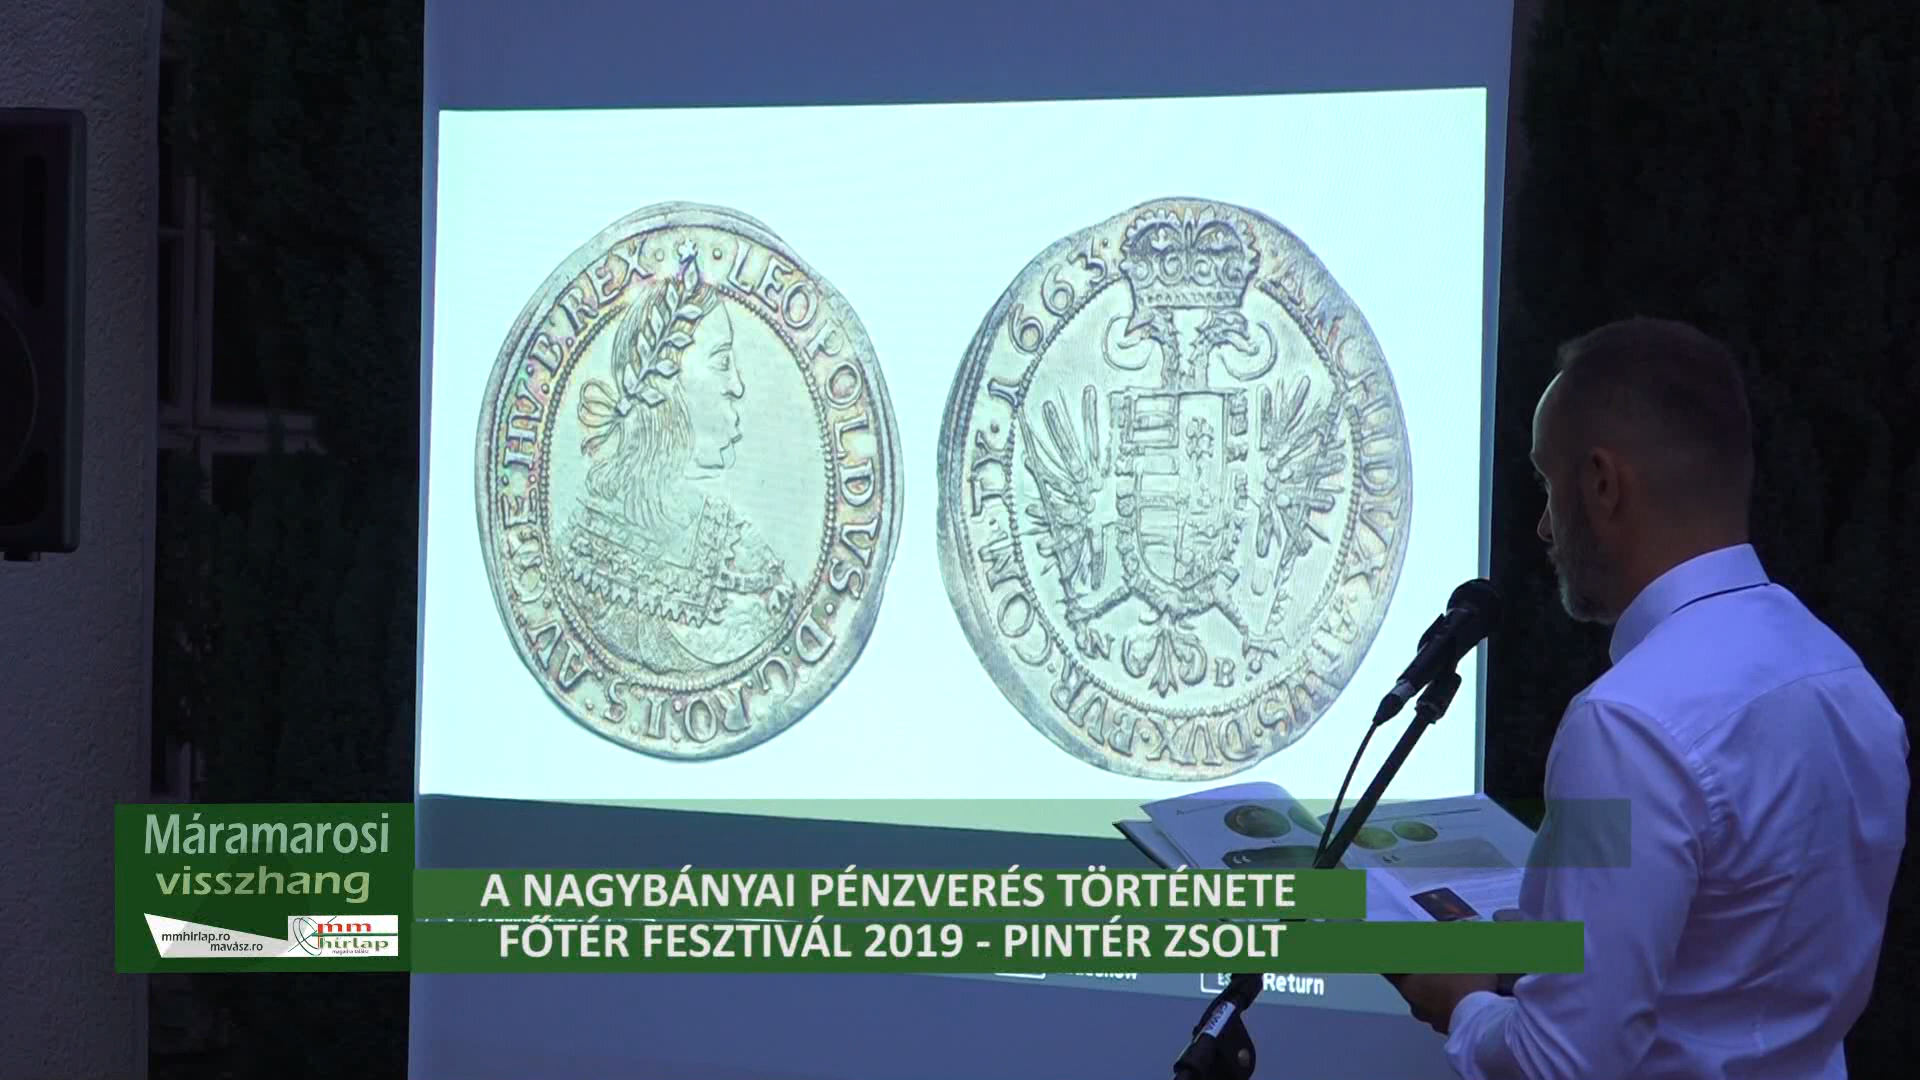 · LEOPOLDVS · D · G · RO : I · S · AV · GE · HV · B · REX ·
1663 · ARCHIDVX · AVS · DVX · BVR · COM · TY ·
N B
Máramarosi
visszhang
mmhirlap.ro
mavász.ro
mm
hírlap
A NAGYBÁNYAI PÉNZVERÉS TÖRTÉNETE
FŐTÉR FESZTIVÁL 2019 - PINTÉR ZSOLT
Return